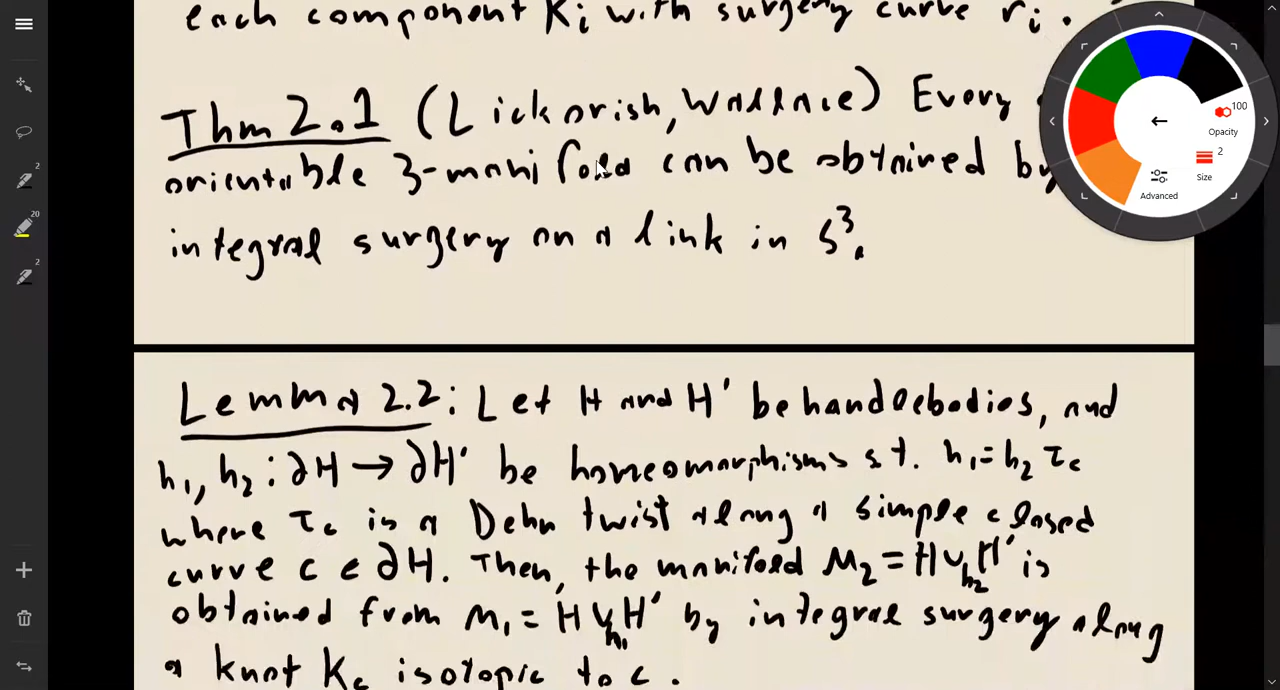 each component Ki with surgery curve ri.
Thm 2.1 (Lickorish, Wallace) Every
orientable 3-manifold can be obtained by
integral surgery on a link in S³.
Lemma 2.2: Let H and H' be handlebodies, and
h₁, h₂ : ∂H → ∂H' be homeomorphisms s.t. h₁ = h₂ τc
where τc is a Dehn twist along a simple closed
curve c ∈ ∂H. Then, the manifold M₂ = H ∪h₂ H' is
obtained from M₁ = H ∪h₁ H' by integral surgery along
a knot Kc isotopic to c.
100
Opacity
2
Size
Advanced
2
20
2